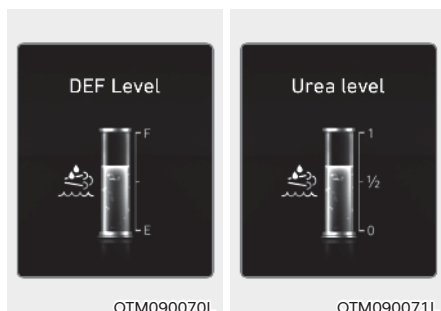 DEF Level
F
E
OTM090070L
Urea level
1
½
0
OTM090071L